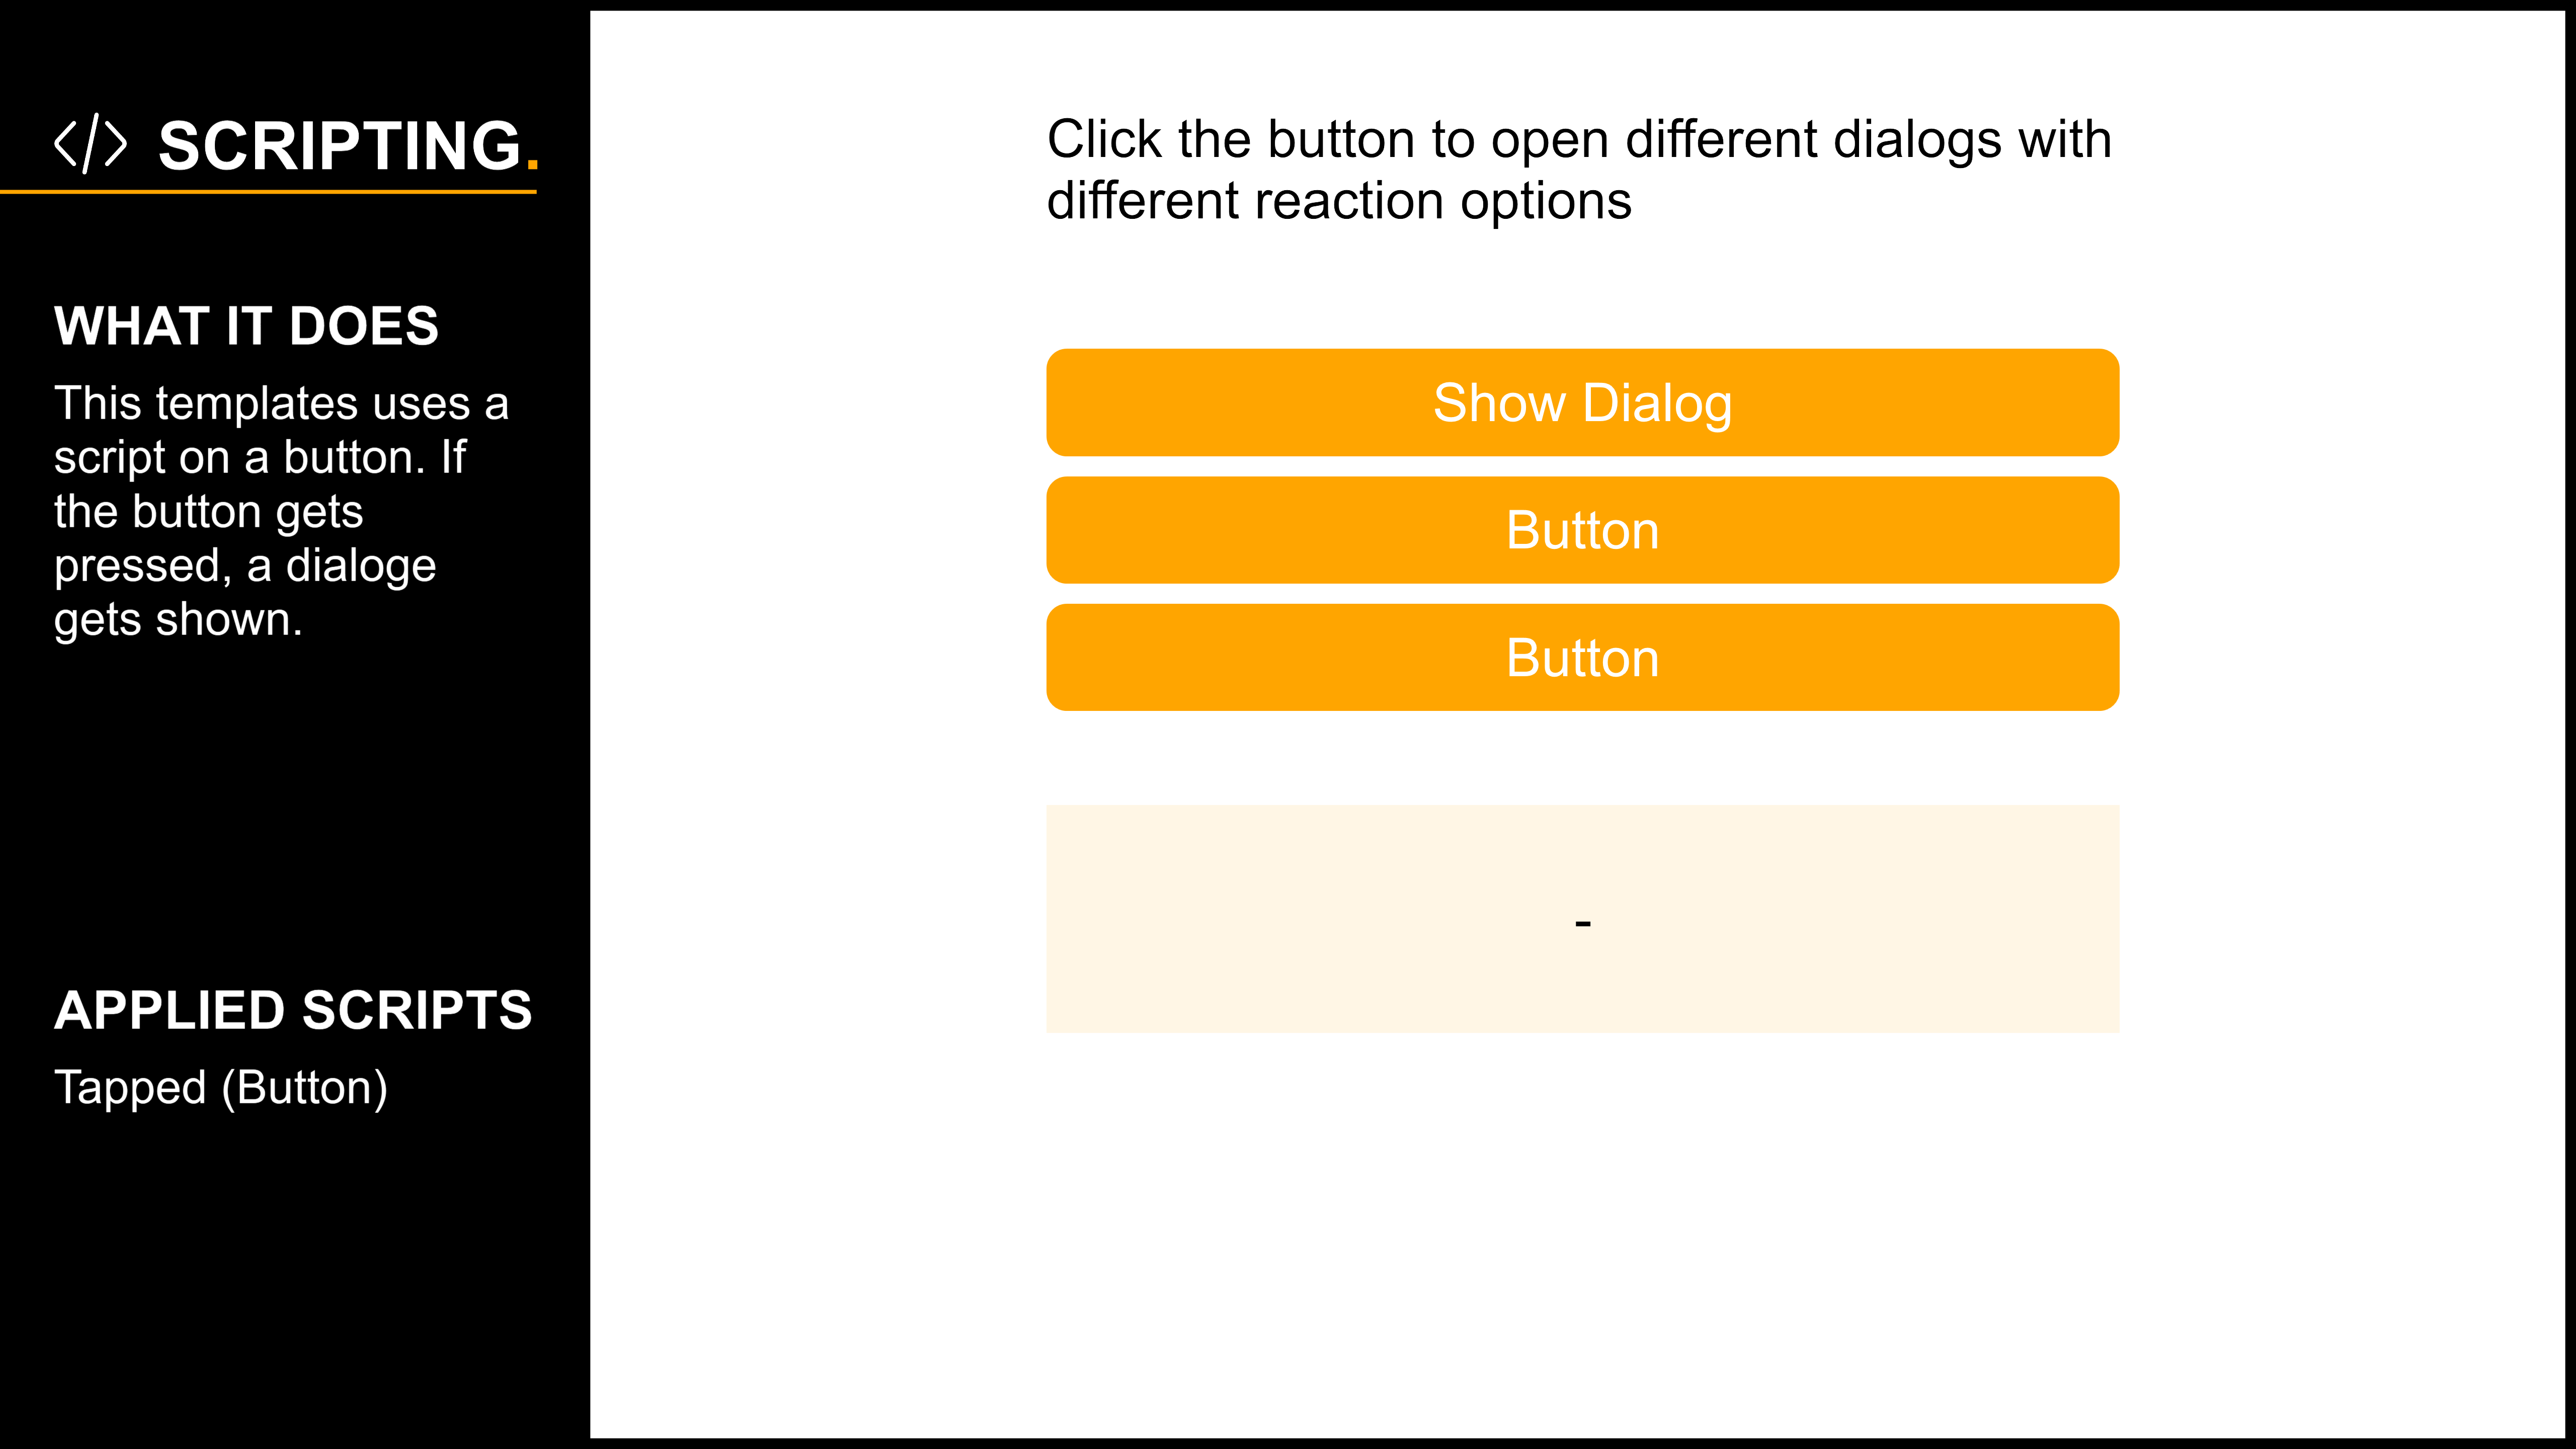 </> SCRIPTING.
WHAT IT DOES
This templates uses a
script on a button. If
the button gets
pressed, a dialoge
gets shown.
APPLIED SCRIPTS
Tapped (Button)
Click the button to open different dialogs with
different reaction options
Show Dialog
Button
Button
-